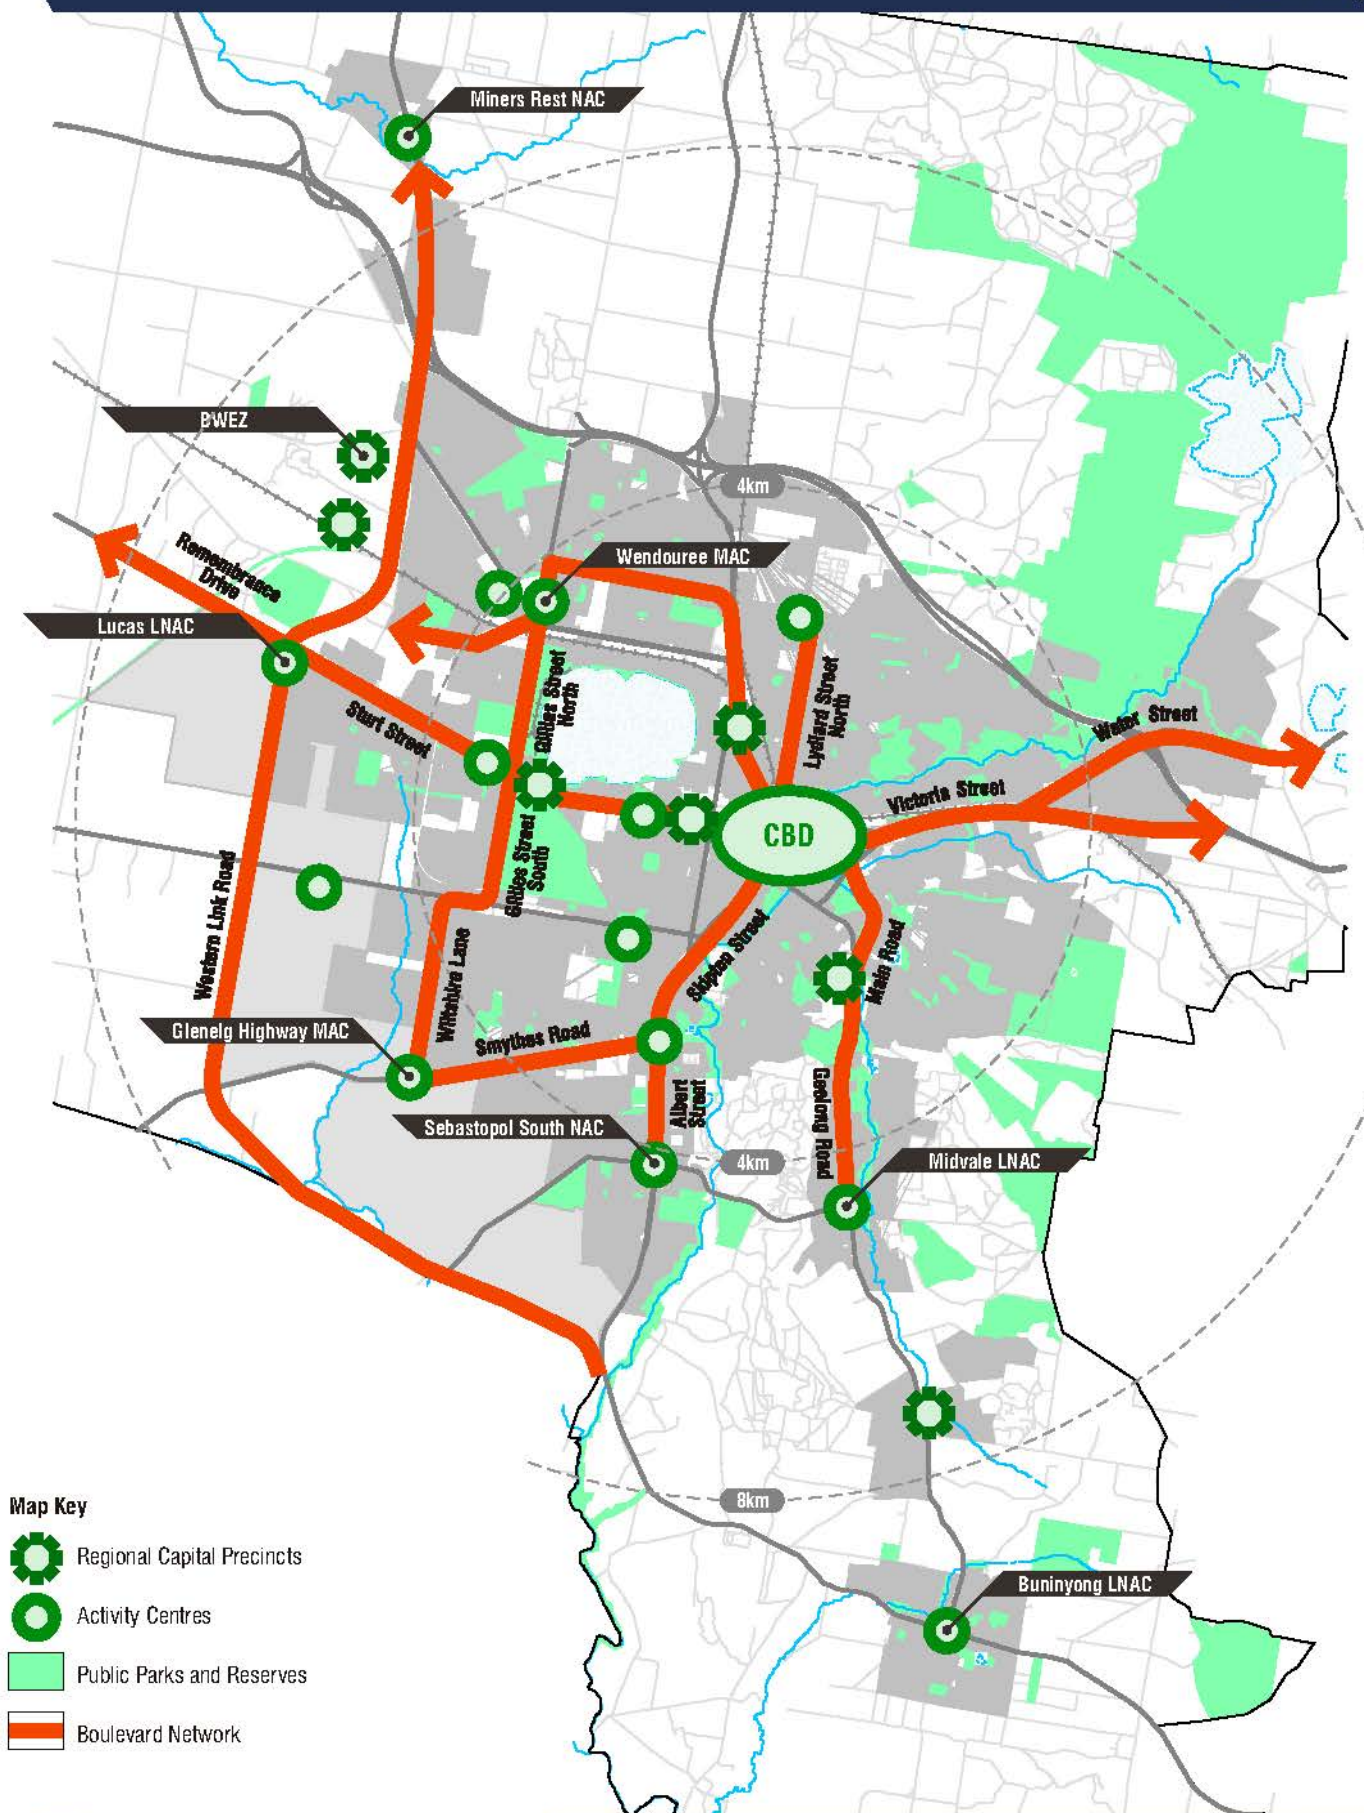 Miners Rest NAC
BWEZ
4km
Remembrance
Drive
Wendouree MAC
Lucas LNAC
Sturt Street
Gillies Street
North
Lydiard Street
North
Water Street
Victoria Street
CBD
Gillies Street
South
Western Link Road
Wiltshire Lane
Skipton Street
Main Road
Glenelg Highway MAC
Smythes Road
Albert
Street
Geelong Road
Sebastopol South NAC
4km
Midvale LNAC
8km
Buninyong LNAC
Map Key
Regional Capital Precincts
Activity Centres
Public Parks and Reserves
Boulevard Network